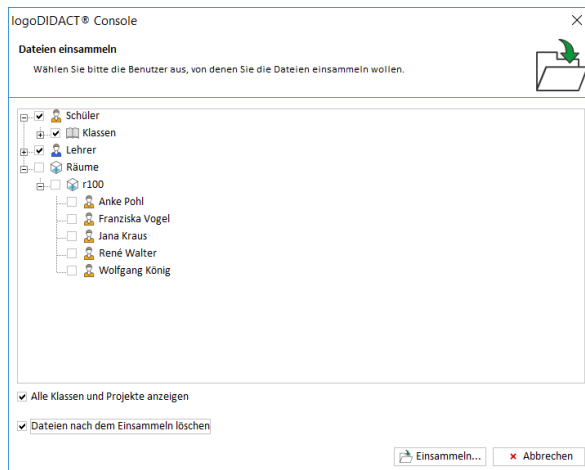 logoDIDACT® Console
Dateien einsammeln
Wählen Sie bitte die Benutzer aus, von denen Sie die Dateien einsammeln wollen.
Schüler
Klassen
Lehrer
Räume
r100
Anke Pohl
Franziska Vogel
Jana Kraus
René Walter
Wolfgang König
Alle Klassen und Projekte anzeigen
Dateien nach dem Einsammeln löschen
Einsammeln... Abbrechen